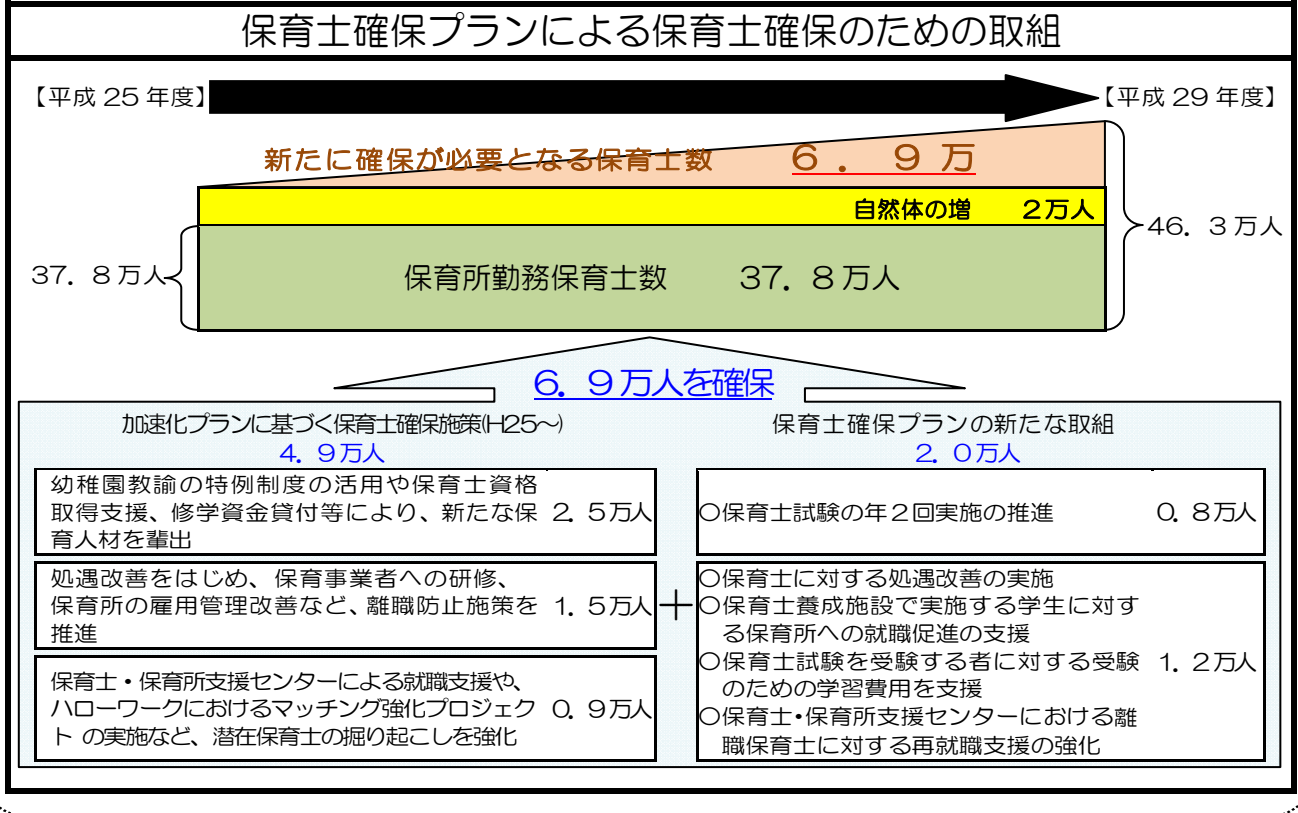 保育士確保プランによる保育士確保のための取組
【平成 25 年度】
【平成 29 年度】
新たに確保が必要となる保育士数 ６．９万
自然体の増 ２万人
46．３万人
37．８万人
保育所勤務保育士数 37．８万人
６．９万人を確保
加速化プランに基づく保育士確保施策(H25～)
４．９万人
幼稚園教諭の特例制度の活用や保育士資格
取得支援、修学資金貸付等により、新たな保
育人材を輩出
２．５万人
処遇改善をはじめ、保育事業者への研修、
保育所の雇用管理改善など、離職防止施策を
推進
１．５万人
保育士・保育所支援センターによる就職支援や、
ハローワークにおけるマッチング強化プロジェク
ト の実施など、潜在保育士の掘り起こしを強化
０．９万人
＋
保育士確保プランの新たな取組
２．０万人
○保育士試験の年２回実施の推進
０．８万人
○保育士に対する処遇改善の実施
○保育士養成施設で実施する学生に対す
る保育所への就職促進の支援
○保育士試験を受験する者に対する受験
のための学習費用を支援
○保育士・保育所支援センターにおける離
職保育士に対する再就職支援の強化
１．２万人